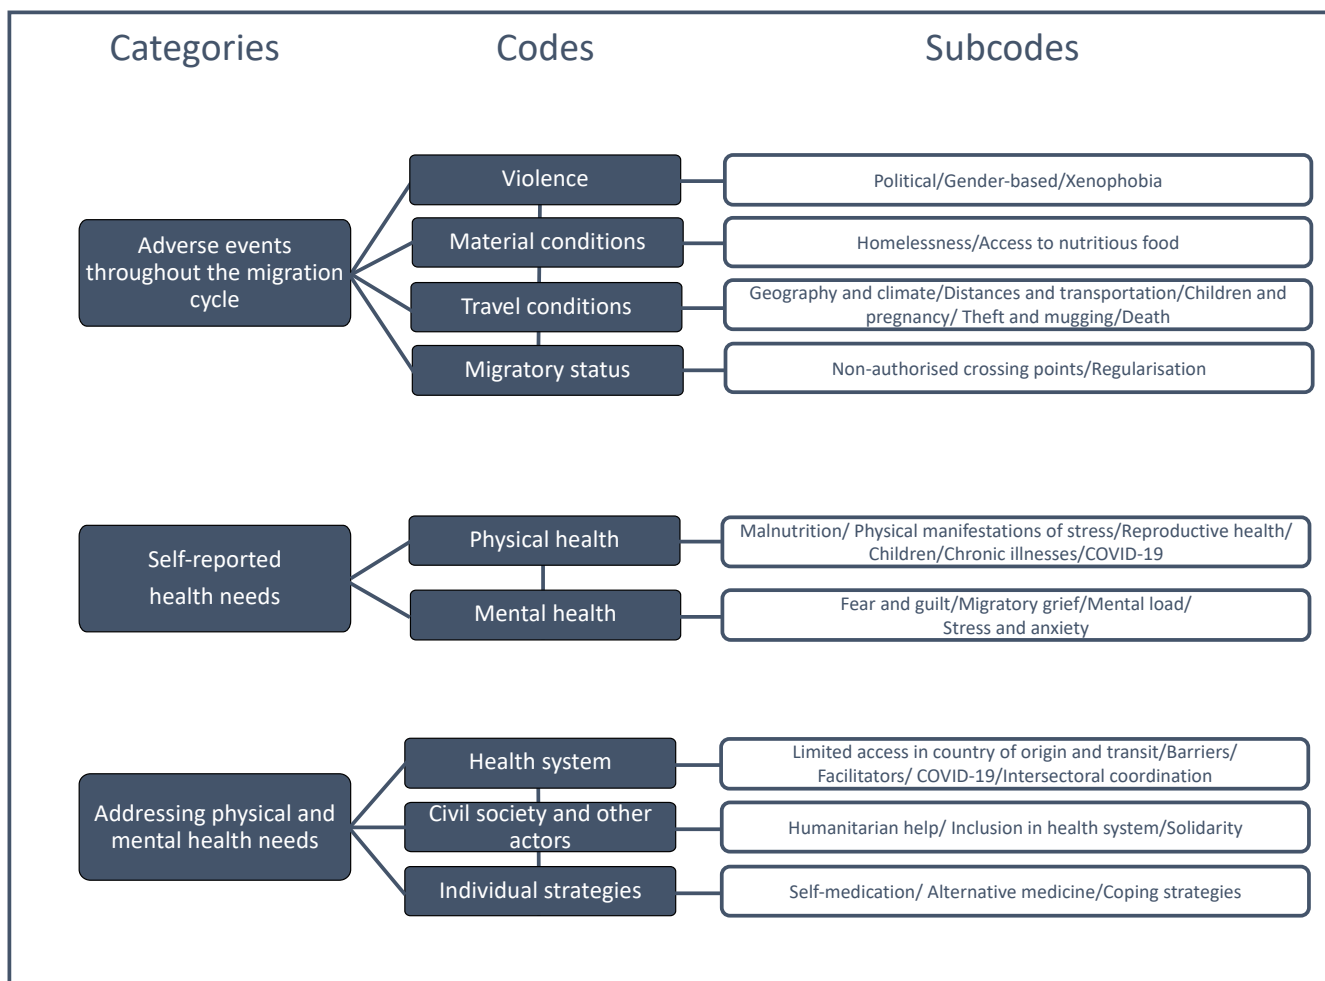 Categories
Codes
Subcodes
Adverse events
throughout the migration
cycle
Violence
Political/Gender-based/Xenophobia
Material conditions
Homelessness/Access to nutritious food
Travel conditions
Geography and climate/Distances and transportation/Children and
pregnancy/ Theft and mugging/Death
Migratory status
Non-authorised crossing points/Regularisation
Self-reported
health needs
Physical health
Malnutrition/ Physical manifestations of stress/Reproductive health/
Children/Chronic illnesses/COVID-19
Mental health
Fear and guilt/Migratory grief/Mental load/
Stress and anxiety
Addressing physical and
mental health needs
Health system
Limited access in country of origin and transit/Barriers/
Facilitators/ COVID-19/Intersectoral coordination
Civil society and other
actors
Humanitarian help/ Inclusion in health system/Solidarity
Individual strategies
Self-medication/ Alternative medicine/Coping strategies